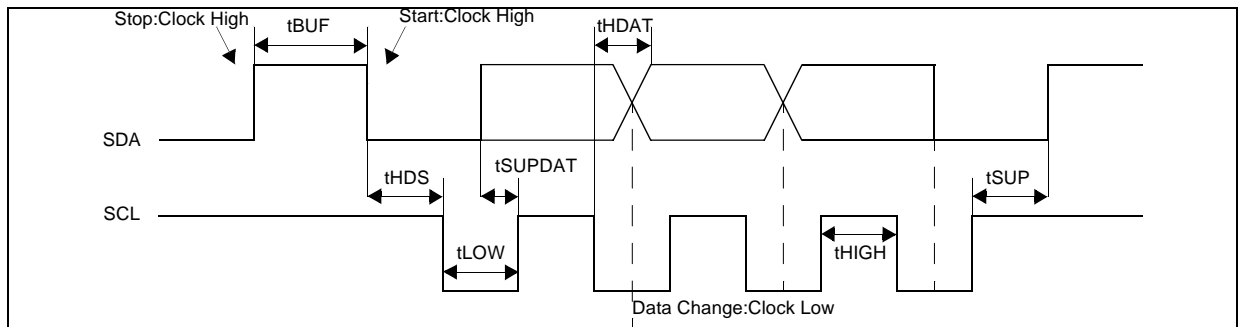 Stop:Clock High
tBUF
Start:Clock High
tHDAT
SDA
tHDS
tSUPDAT
tSUP
SCL
tLOW
tHIGH
Data Change:Clock Low